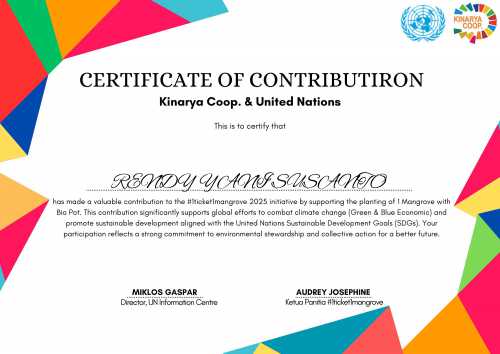 KINARYA
COOP.
CERTIFICATE OF CONTRIBUTIRON
Kinarya Coop. & United Nations
This is to certify that
RENDY YANI SUSANTO
has made a valuable contribution to the #1ticket1mangrove 2025 initiative by supporting the planting of 1 Mangrove with
Bio Pot. This contribution significantly supports global efforts to combat climate change (Green & Blue Economic) and
promote sustainable development aligned with the United Nations Sustainable Development Goals (SDGs). Your
participation reflects a strong commitment to environmental stewardship and collective action for a better future.
MIKLOS GASPAR
Director, UN Information Centre
AUDREY JOSEPHINE
Ketua Panitia #1ticket1mangrove